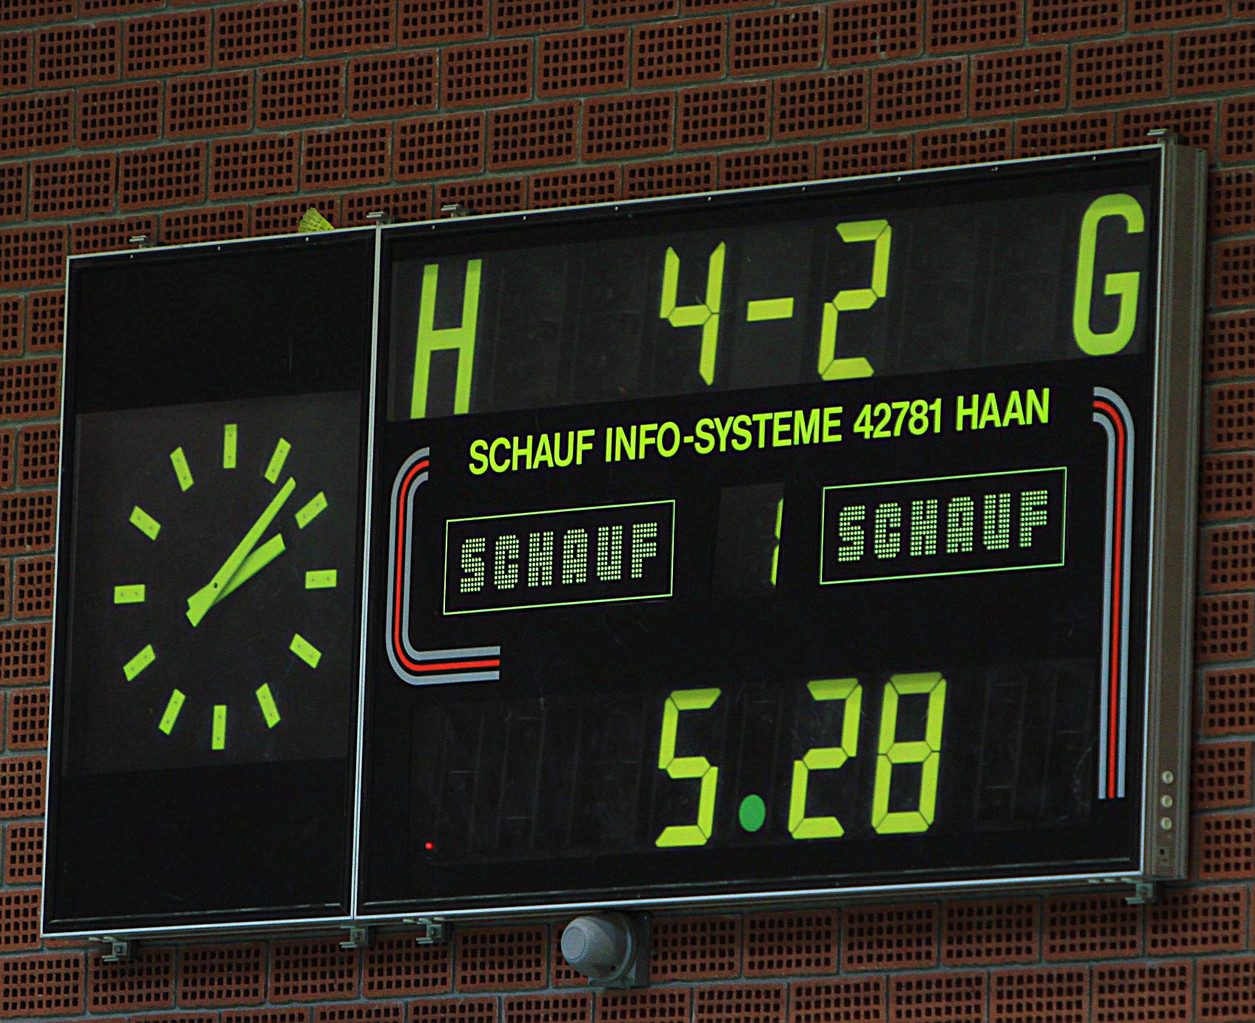 H 4-2 G
SCHAUF INFO-SYSTEME 42781 HAAN
SCHAUF 1 SCHAUF
5.28